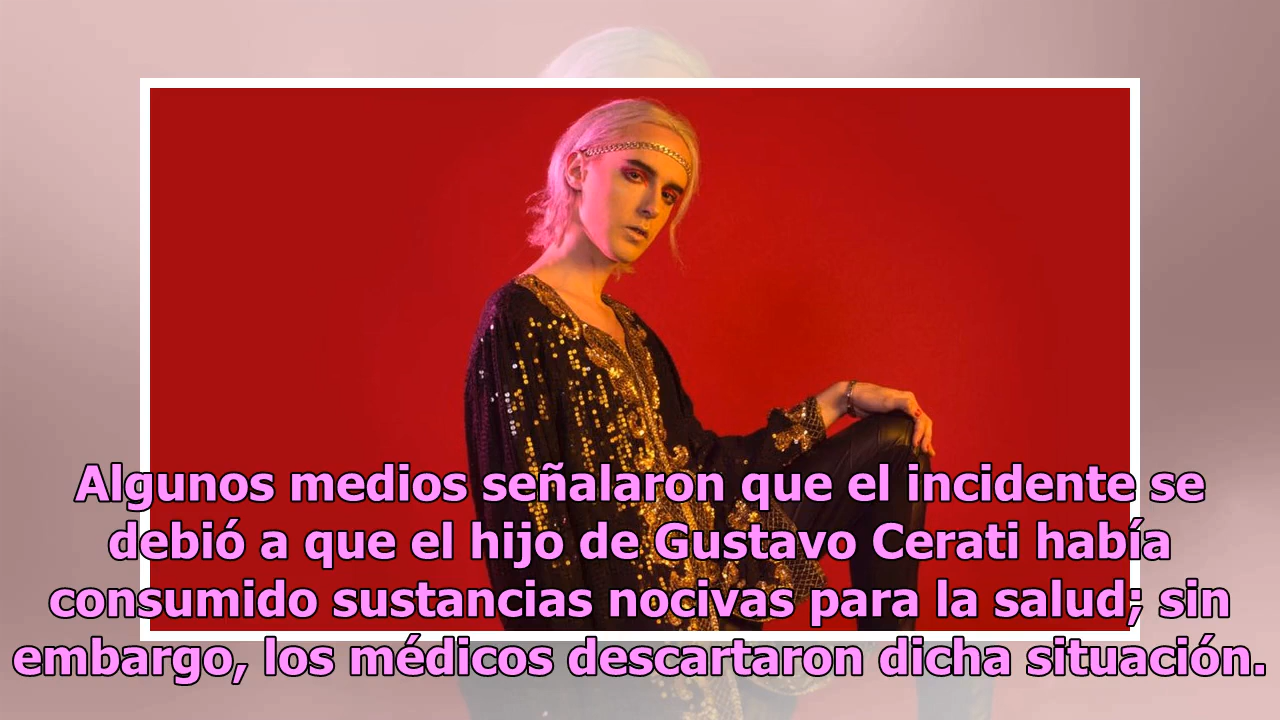 Algunos medios señalaron que el incidente se
debió a que el hijo de Gustavo Cerati había
consumido sustancias nocivas para la salud; sin
embargo, los médicos descartaron dicha situación.